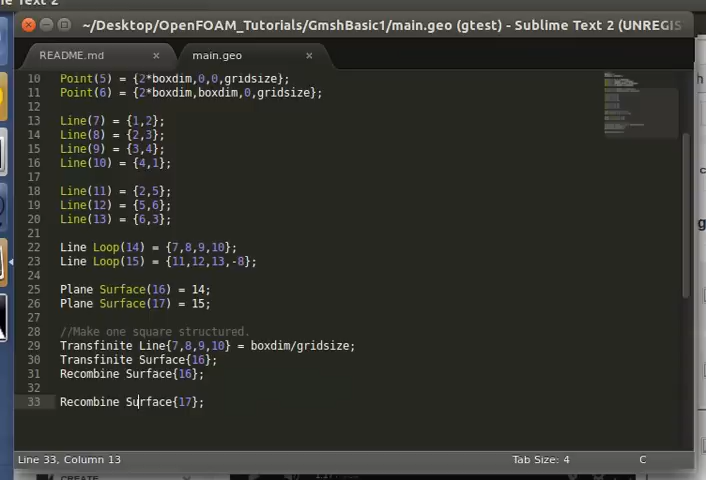 ~/Desktop/OpenFOAM_Tutorials/GmshBasic1/main.geo (gtest) - Sublime Text 2 (UNREGIS
README.md × main.geo ×
10 Point(5) = {2*boxdim,0,0,gridsize};
11 Point(6) = {2*boxdim,boxdim,0,gridsize};
12
13 Line(7) = {1,2};
14 Line(8) = {2,3};
15 Line(9) = {3,4};
16 Line(10) = {4,1};
17
18 Line(11) = {2,5};
19 Line(12) = {5,6};
20 Line(13) = {6,3};
21
22 Line Loop(14) = {7,8,9,10};
23 Line Loop(15) = {11,12,13,-8};
24
25 Plane Surface(16) = 14;
26 Plane Surface(17) = 15;
27
28 //Make one square structured.
29 Transfinite Line{7,8,9,10} = boxdim/gridsize;
30 Transfinite Surface{16};
31 Recombine Surface{16};
32
33 Recombine Surface{17};
Line 33, Column 13 Tab Size: 4 C